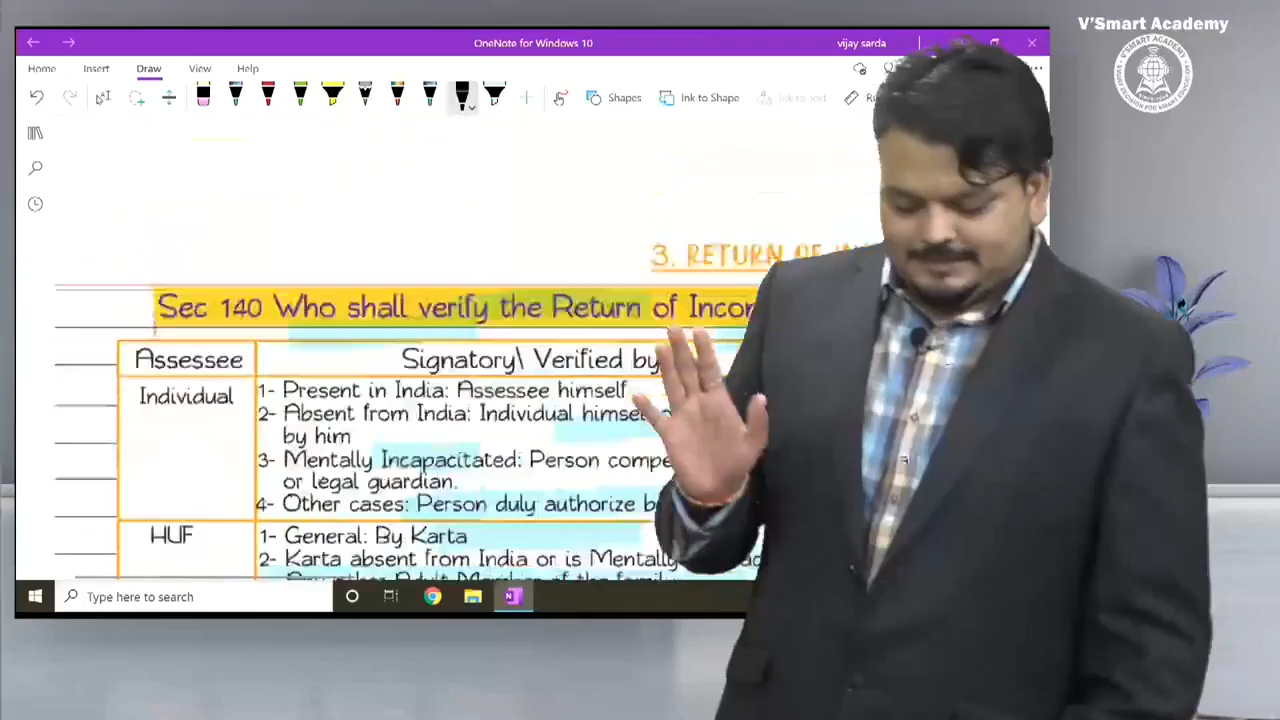 V'Smart Academy
OneNote for Windows 10
vijay sarda
Home Insert Draw View Help
Shapes Ink to Shape Ink to Text
3. RETURN OF
Sec 140 Who shall verify the Return of
Assessee Signatory\ Verified by
Individual
1- Present in India: Assessee himself
2- Absent from India: Individual
by him
3- Mentally Incapacitated: Person
or legal guardian.
4- Other cases: Person duly authorize
HUF
1- General: By Karta
2- Karta absent from India or is Mentally
Type here to search